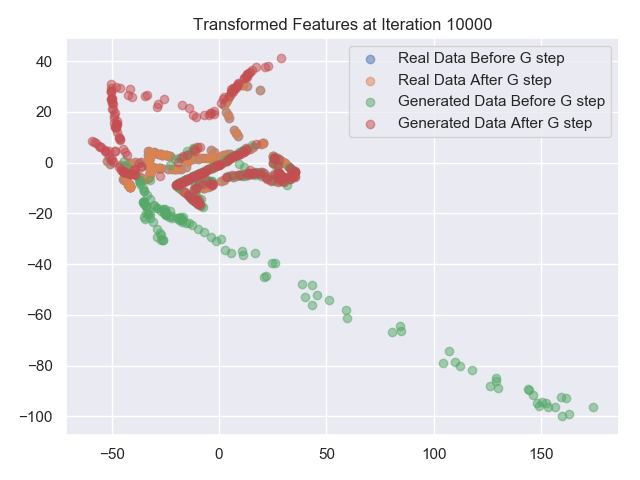 Transformed Features at Iteration 10000
Real Data Before G step
Real Data After G step
Generated Data Before G step
Generated Data After G step
40
20
0
−20
−40
−60
−80
−100
−50
0
50
100
150